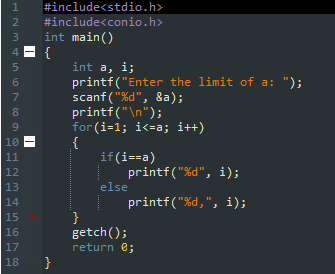 1 #include<stdio.h>
2 #include<conio.h>
3 int main()
4 {
5 int a, i;
6 printf("Enter the limit of a: ");
7 scanf("%d", &a);
8 printf("\n");
9 for(i=1; i<=a; i++)
10 {
11 if(i==a)
12 printf("%d", i);
13 else
14 printf("%d,", i);
15 }
16 getch();
17 return 0;
18 }